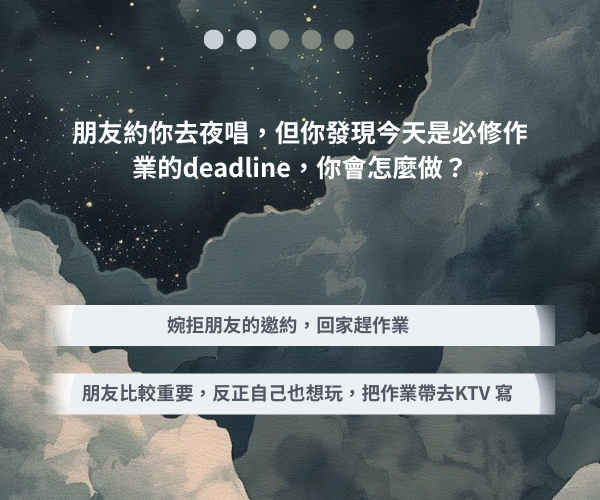 朋友約你去夜唱，但你發現今天是必修作
業的deadline，你會怎麼做？
婉拒朋友的邀約，回家趕作業
朋友比較重要，反正自己也想玩，把作業帶去KTV 寫